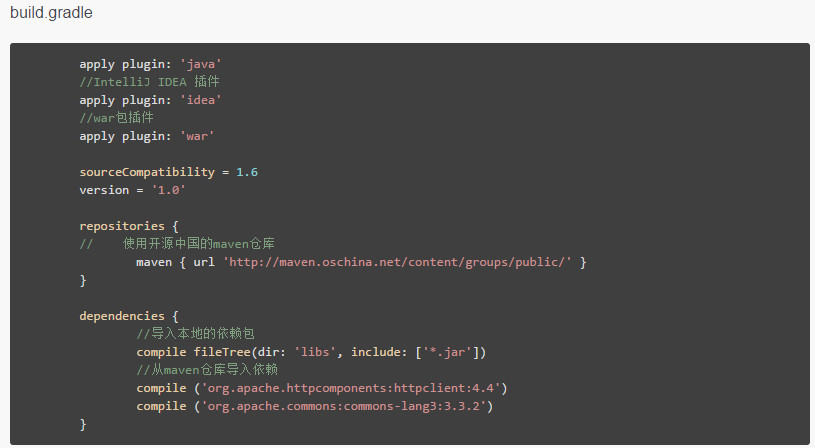 build.gradle
apply plugin: 'java'
//IntelliJ IDEA 插件
apply plugin: 'idea'
//war包插件
apply plugin: 'war'
sourceCompatibility = 1.6
version = '1.0'
repositories {
//    使用开源中国的maven仓库
maven { url 'http://maven.oschina.net/content/groups/public/' }
}
dependencies {
//导入本地的依赖包
compile fileTree(dir: 'libs', include: ['*.jar'])
//从maven仓库导入依赖
compile ('org.apache.httpcomponents:httpclient:4.4')
compile ('org.apache.commons:commons-lang3:3.3.2')
}